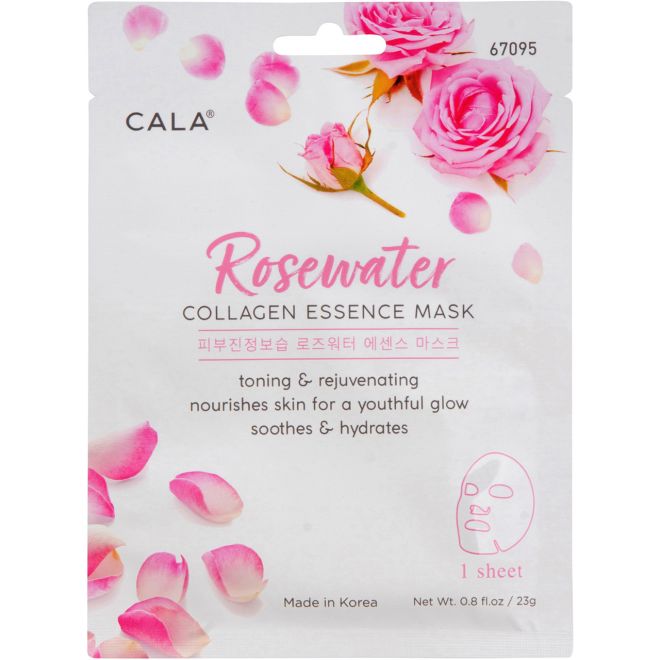 67095
CALA®
Rosewater
COLLAGEN ESSENCE MASK
피부진정보습 로즈워터 에센스 마스크
toning & rejuvenating
nourishes skin for a youthful glow
soothes & hydrates
1 sheet
Made in Korea
Net Wt. 0.8 fl.oz / 23g